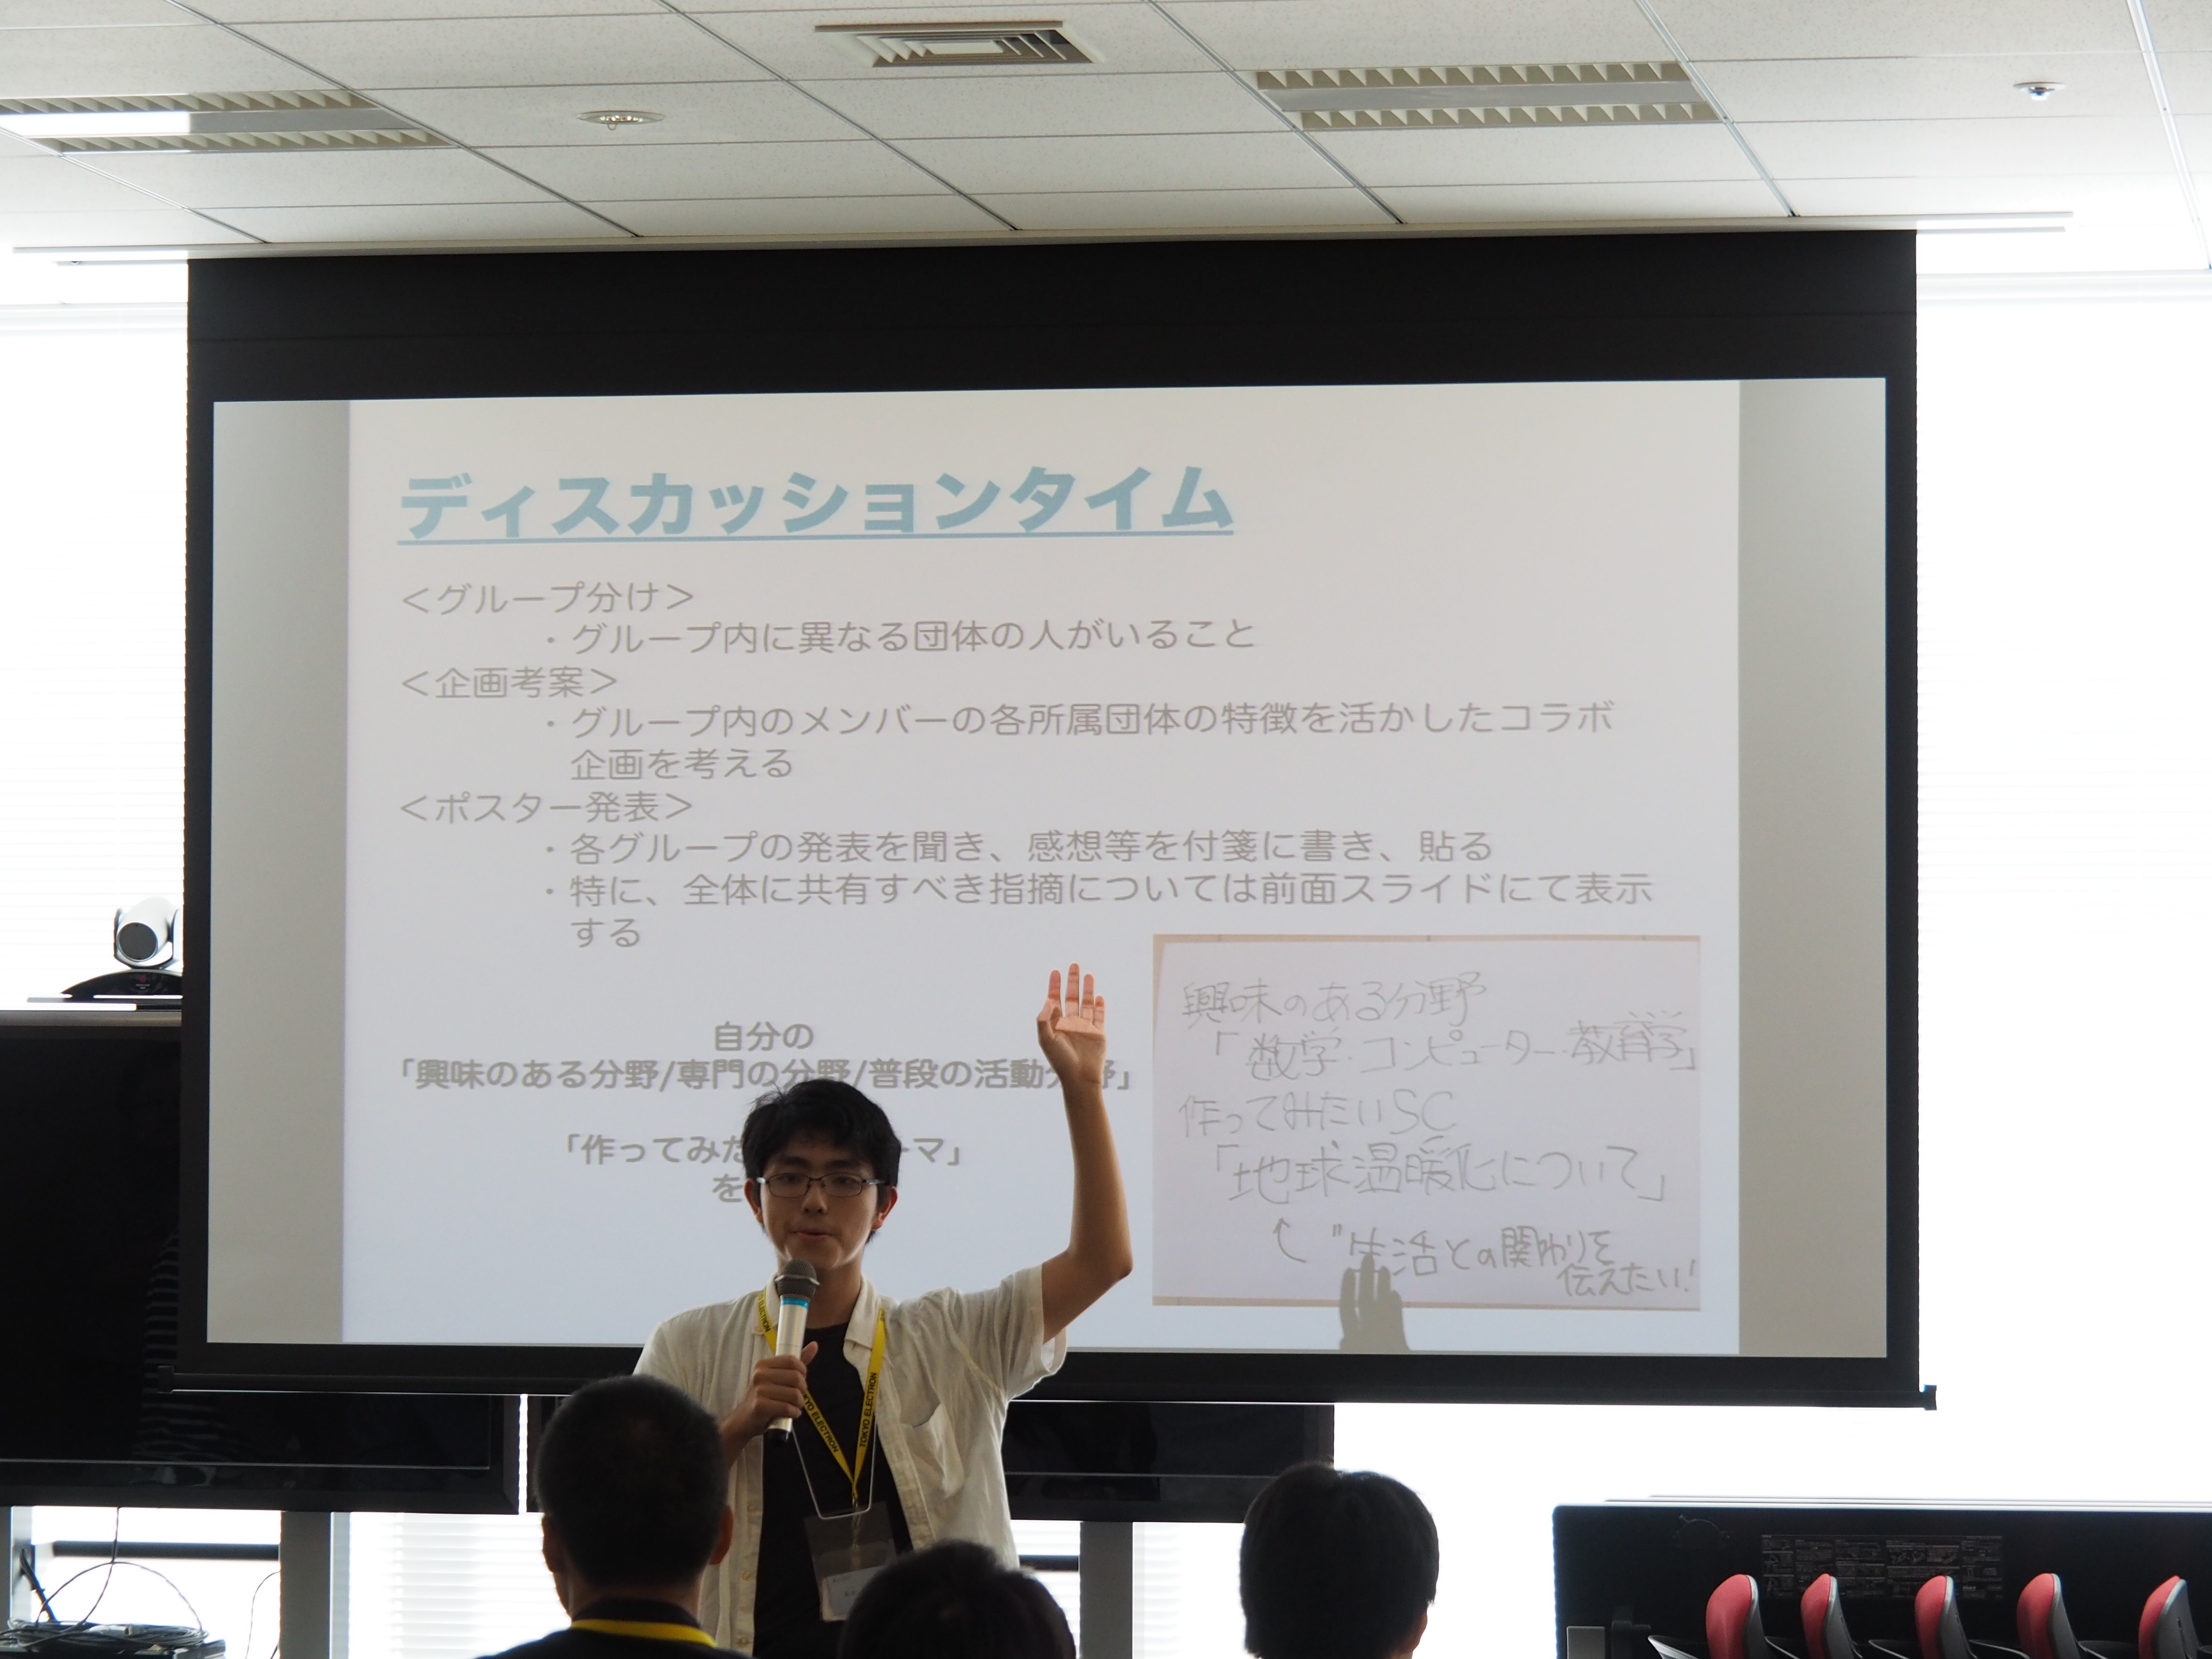 ディスカッションタイム
＜グループ分け＞
・グループ内に異なる団体の人がいること
＜企画考案＞
・グループ内のメンバーの各所属団体の特徴を活かしたコラボ
企画を考える
＜ポスター発表＞
・各グループの発表を聞き、感想等を付箋に書き、貼る
・特に、全体に共有すべき指摘については前面スライドにて表示
する
自分の
「興味のある分野/専門の分野/普段の活動分野」
「作ってみた ーマ」
を
興味のある分野
「数学・コンピューター・教育学」
作ってみたいSC
「地球温暖化について」
"生活との関わりを
伝えたい!
TOKYO ELECTRON
TOKYO ELECTRON